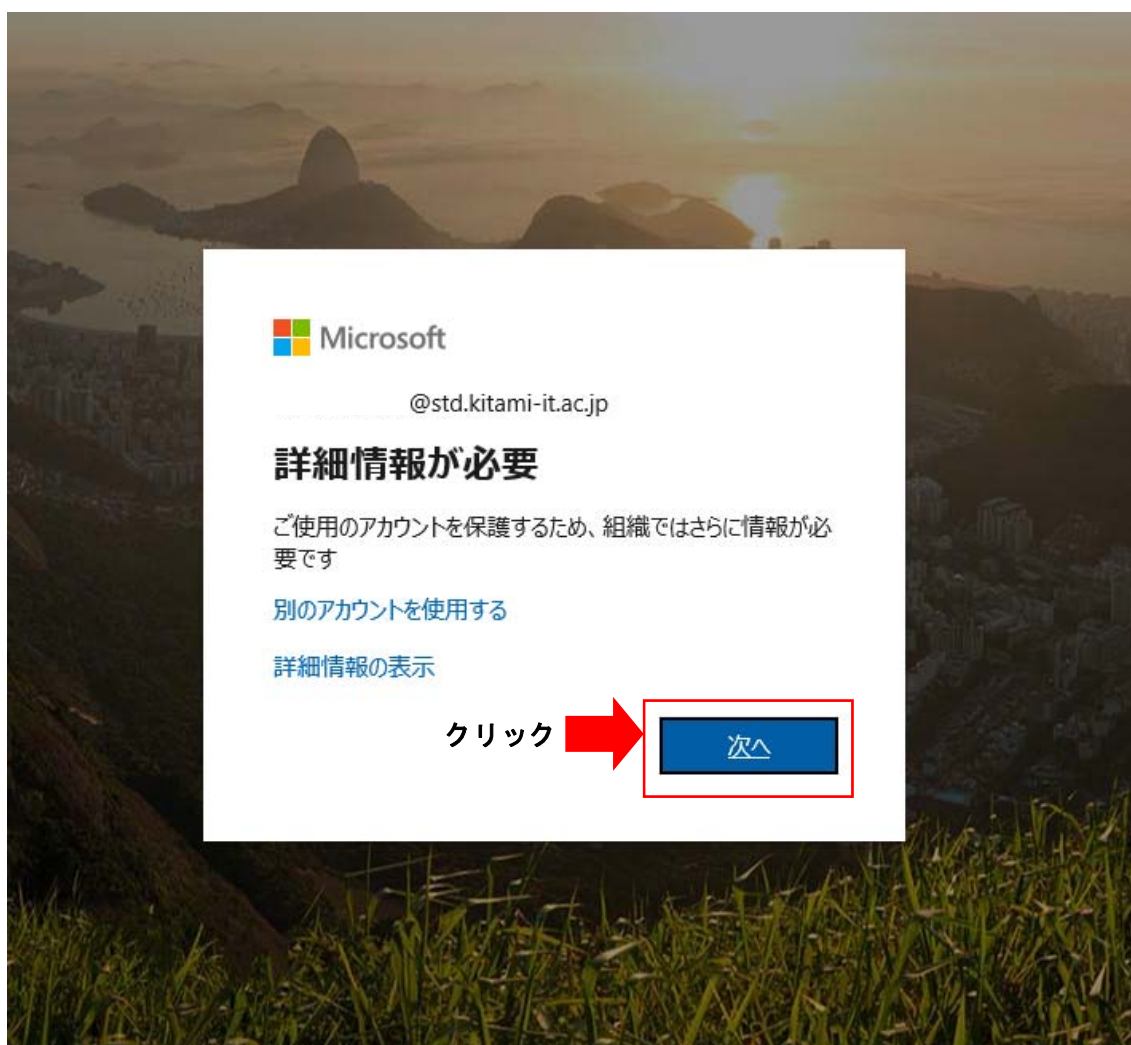 Microsoft
@std.kitami-it.ac.jp
詳細情報が必要
ご使用のアカウントを保護するため、組織ではさらに情報が必
要です
別のアカウントを使用する
詳細情報の表示
クリック
次へ